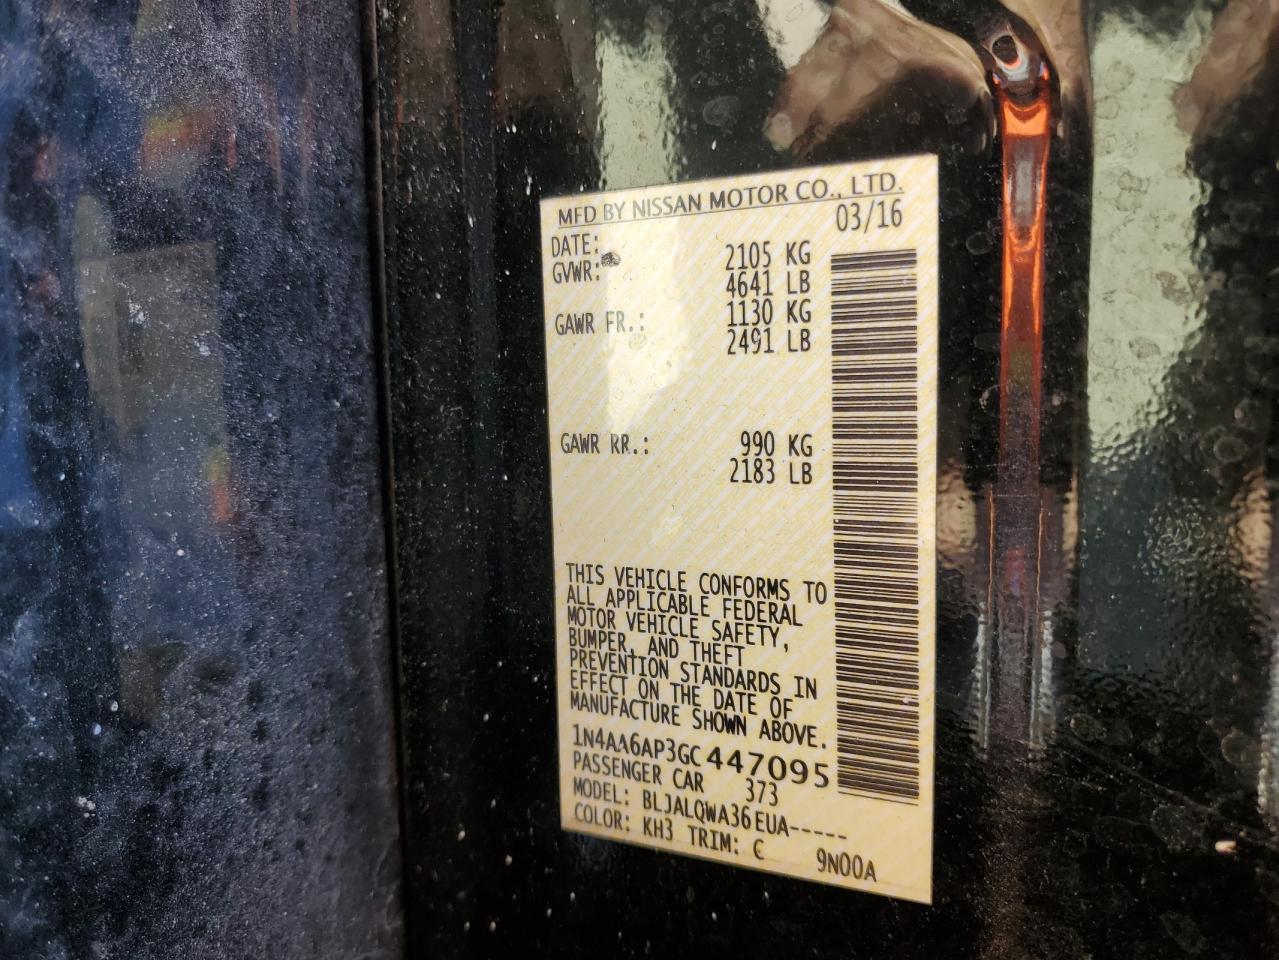 MFD BY NISSAN MOTOR CO., LTD.
DATE: 03/16
GVWR: 2105 KG
4641 LB
GAWR FR.: 1130 KG
2491 LB
GAWR RR.: 990 KG
2183 LB
THIS VEHICLE CONFORMS TO
ALL APPLICABLE FEDERAL
MOTOR VEHICLE SAFETY,
BUMPER, AND THEFT
PREVENTION STANDARDS IN
EFFECT ON THE DATE OF
MANUFACTURE SHOWN ABOVE.
1N4AA6AP3GC447095
PASSENGER CAR 373
MODEL: BLJALQWA36EUA-----
COLOR: KH3 TRIM: C 9N00A